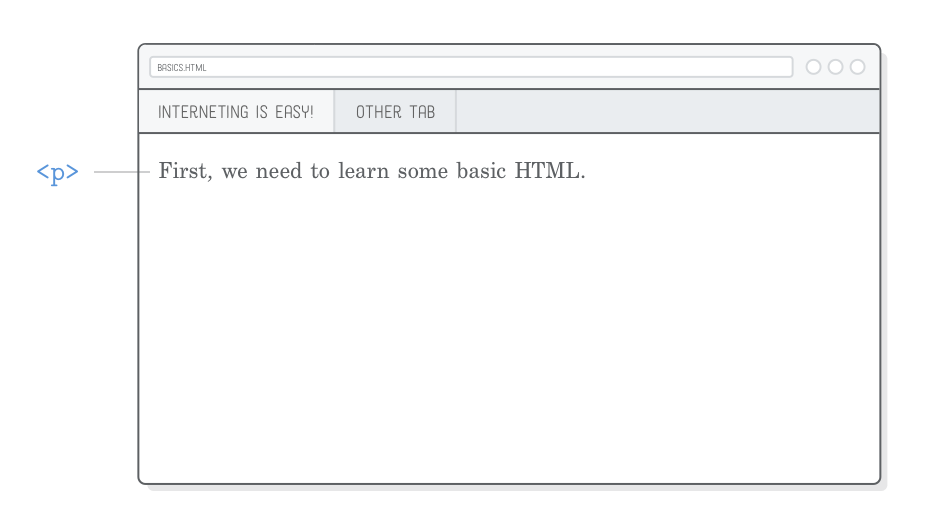 BASICS.HTML
INTERNETING IS EASY! OTHER TAB
<p> First, we need to learn some basic HTML.